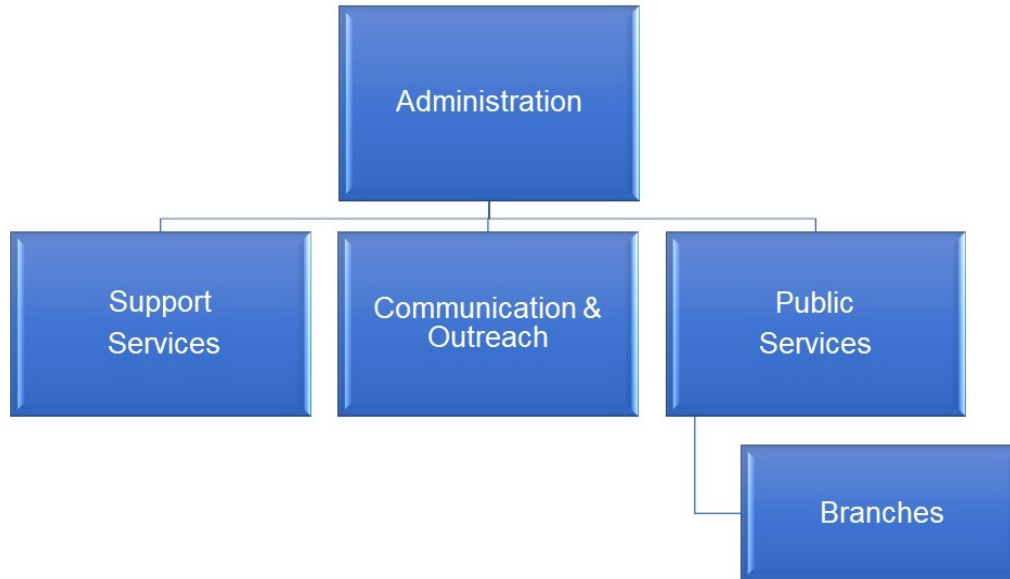 Administration
Support
Services
Communication &
Outreach
Public
Services
Branches